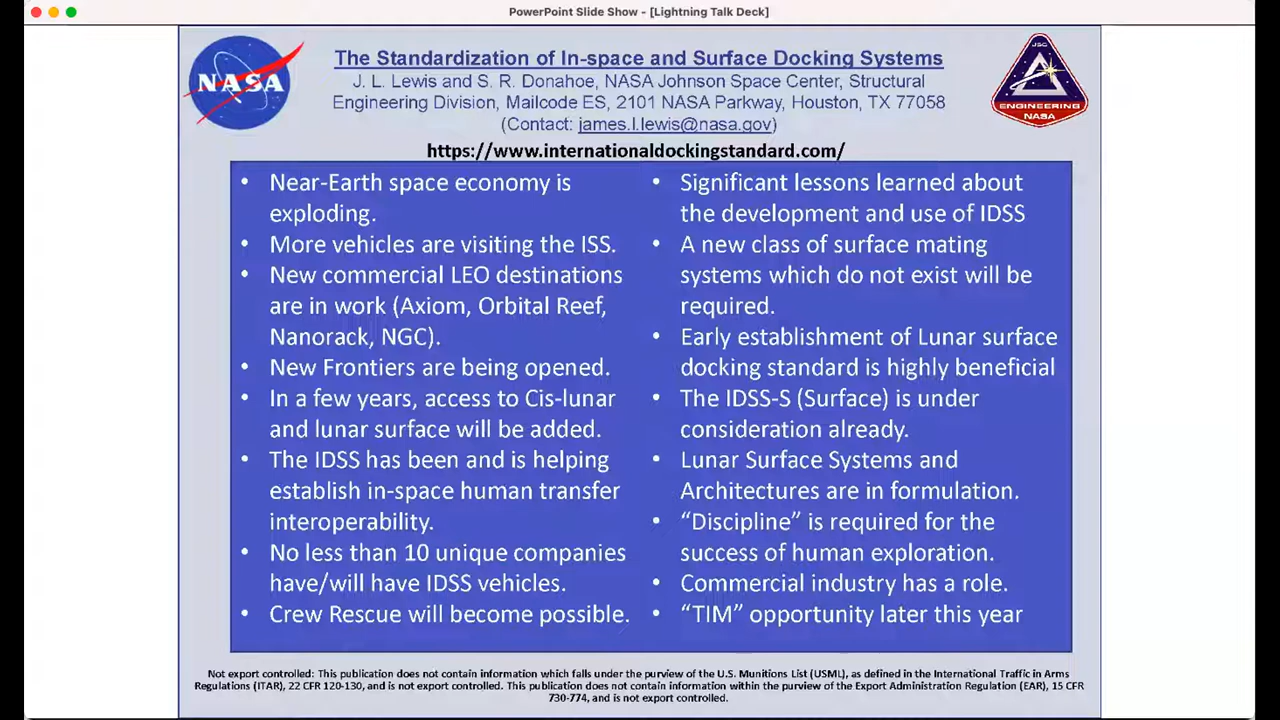 PowerPoint Slide Show - [Lightning Talk Deck]
NASA
The Standardization of In-space and Surface Docking Systems
J. L. Lewis and S. R. Donahoe, NASA Johnson Space Center, Structural
Engineering Division, Mailcode ES, 2101 NASA Parkway, Houston, TX 77058
(Contact: james.l.lewis@nasa.gov)
JSC
ENGINEERING
NASA
https://www.internationaldockingstandard.com/
• Near-Earth space economy is
exploding.
• More vehicles are visiting the ISS.
• New commercial LEO destinations
are in work (Axiom, Orbital Reef,
Nanorack, NGC).
• New Frontiers are being opened.
• In a few years, access to Cis-lunar
and lunar surface will be added.
• The IDSS has been and is helping
establish in-space human transfer
interoperability.
• No less than 10 unique companies
have/will have IDSS vehicles.
• Crew Rescue will become possible.
• Significant lessons learned about
the development and use of IDSS
• A new class of surface mating
systems which do not exist will be
required.
• Early establishment of Lunar surface
docking standard is highly beneficial
• The IDSS-S (Surface) is under
consideration already.
• Lunar Surface Systems and
Architectures are in formulation.
• “Discipline” is required for the
success of human exploration.
• Commercial industry has a role.
• “TIM” opportunity later this year
Not export controlled: This publication does not contain information which falls under the purview of the U.S. Munitions List (USML), as defined in the International Traffic in Arms
Regulations (ITAR), 22 CFR 120-130, and is not export controlled. This publication does not contain information within the purview of the Export Administration Regulation (EAR), 15 CFR
730-774, and is not export controlled.